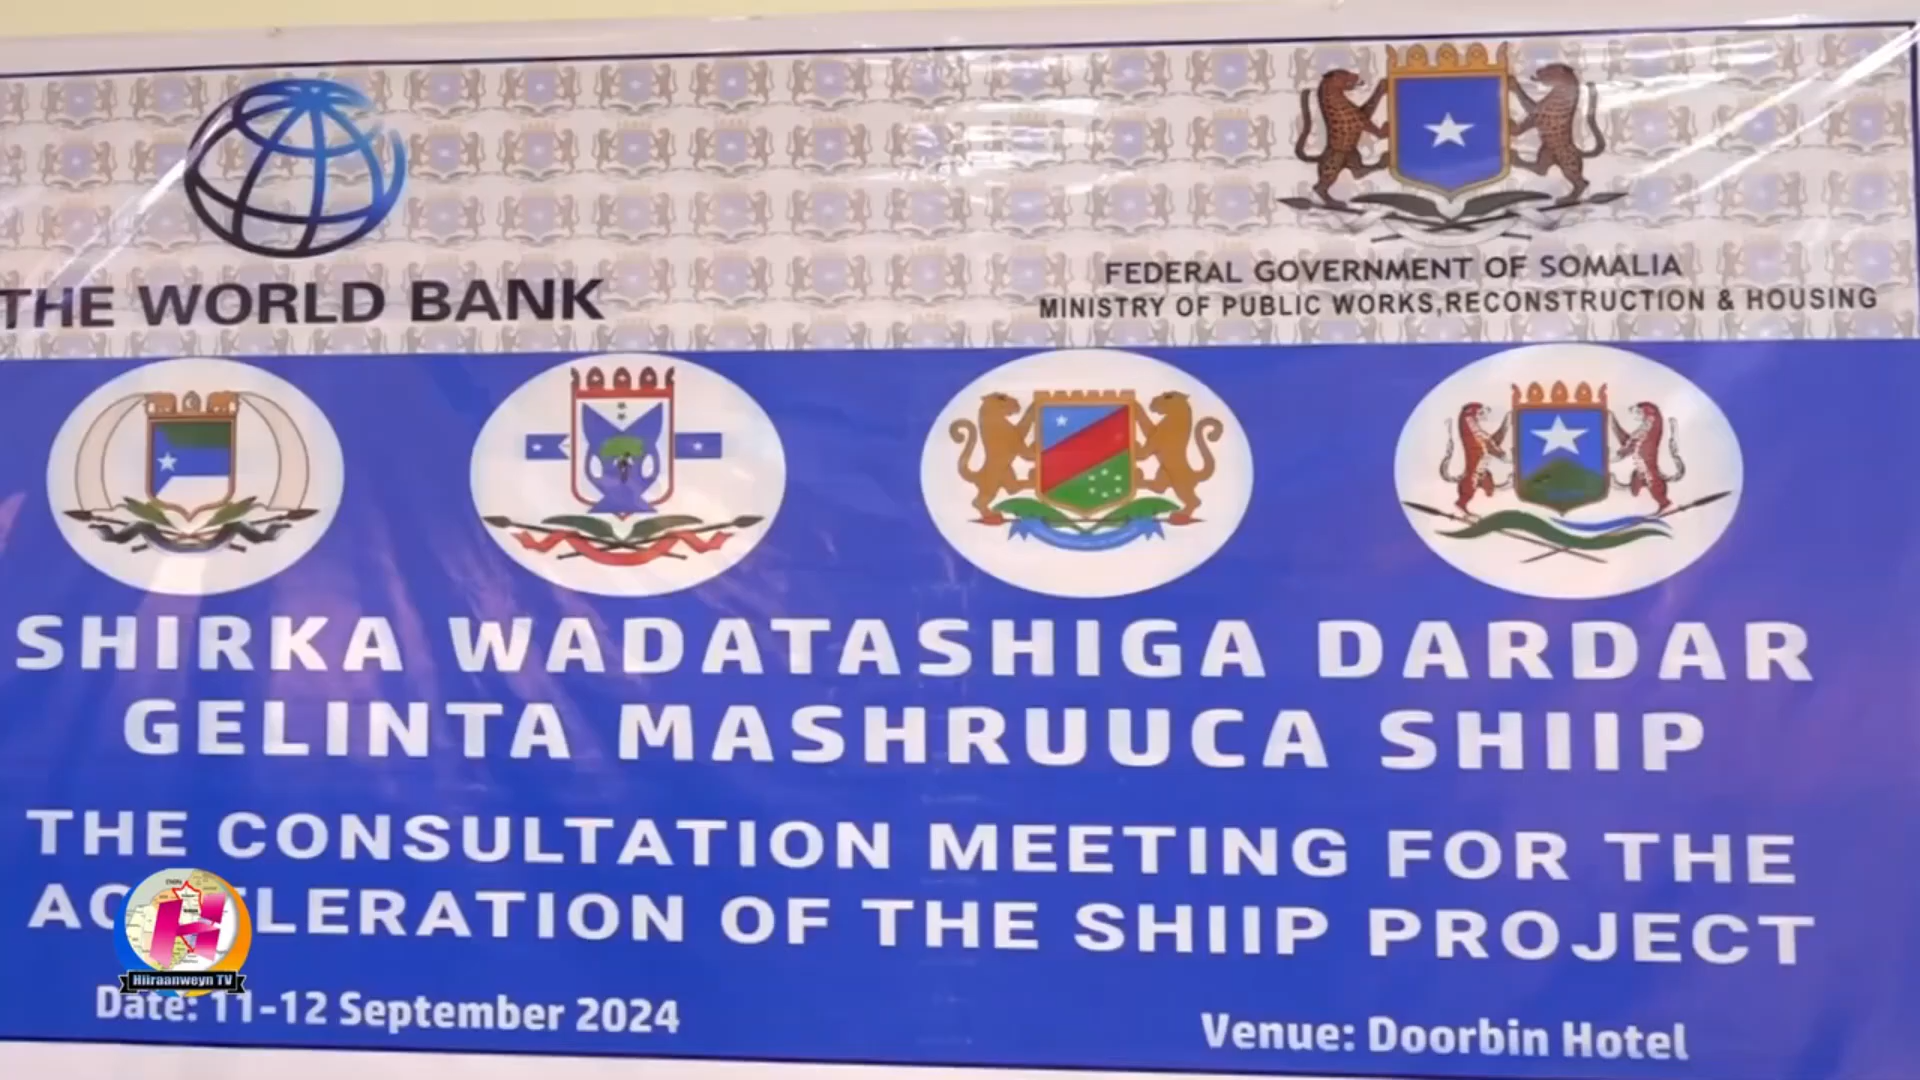 THE WORLD BANK
FEDERAL GOVERNMENT OF SOMALIA
MINISTRY OF PUBLIC WORKS,RECONSTRUCTION & HOUSING
SHIRKA WADATASHIGA DARDAR
GELINTA MASHRUUCA SHIIP
THE CONSULTATION MEETING FOR THE
ACCELERATION OF THE SHIIP PROJECT
H
Hiiraanweyn TV
Date: 11-12 September 2024
Venue: Doorbin Hotel